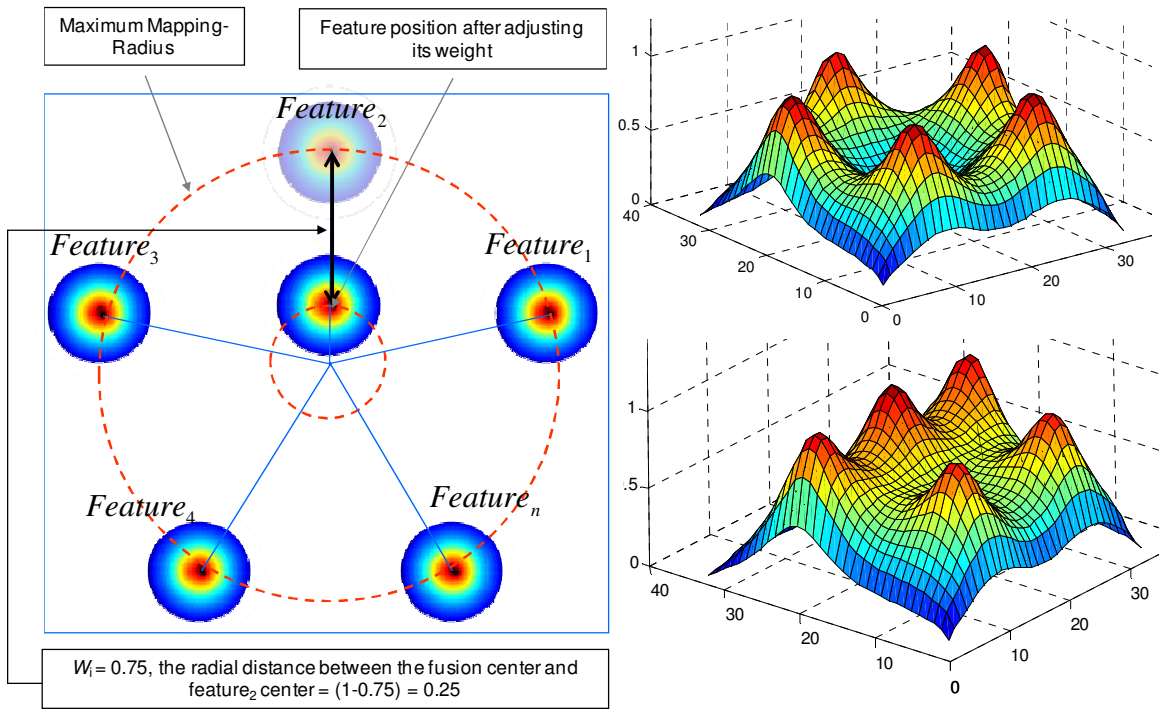 Maximum Mapping-
Radius
Feature position after adjusting
its weight
Feature₂
Feature₃
Feature₁
Feature₄
Featureₙ
Wᵢ = 0.75, the radial distance between the fusion center and
feature₂ center = (1-0.75) = 0.25
1
0.5
0
40
30
20
10
0
0
10
20
30
1
.5
0
40
30
20
10
0
10
20
30